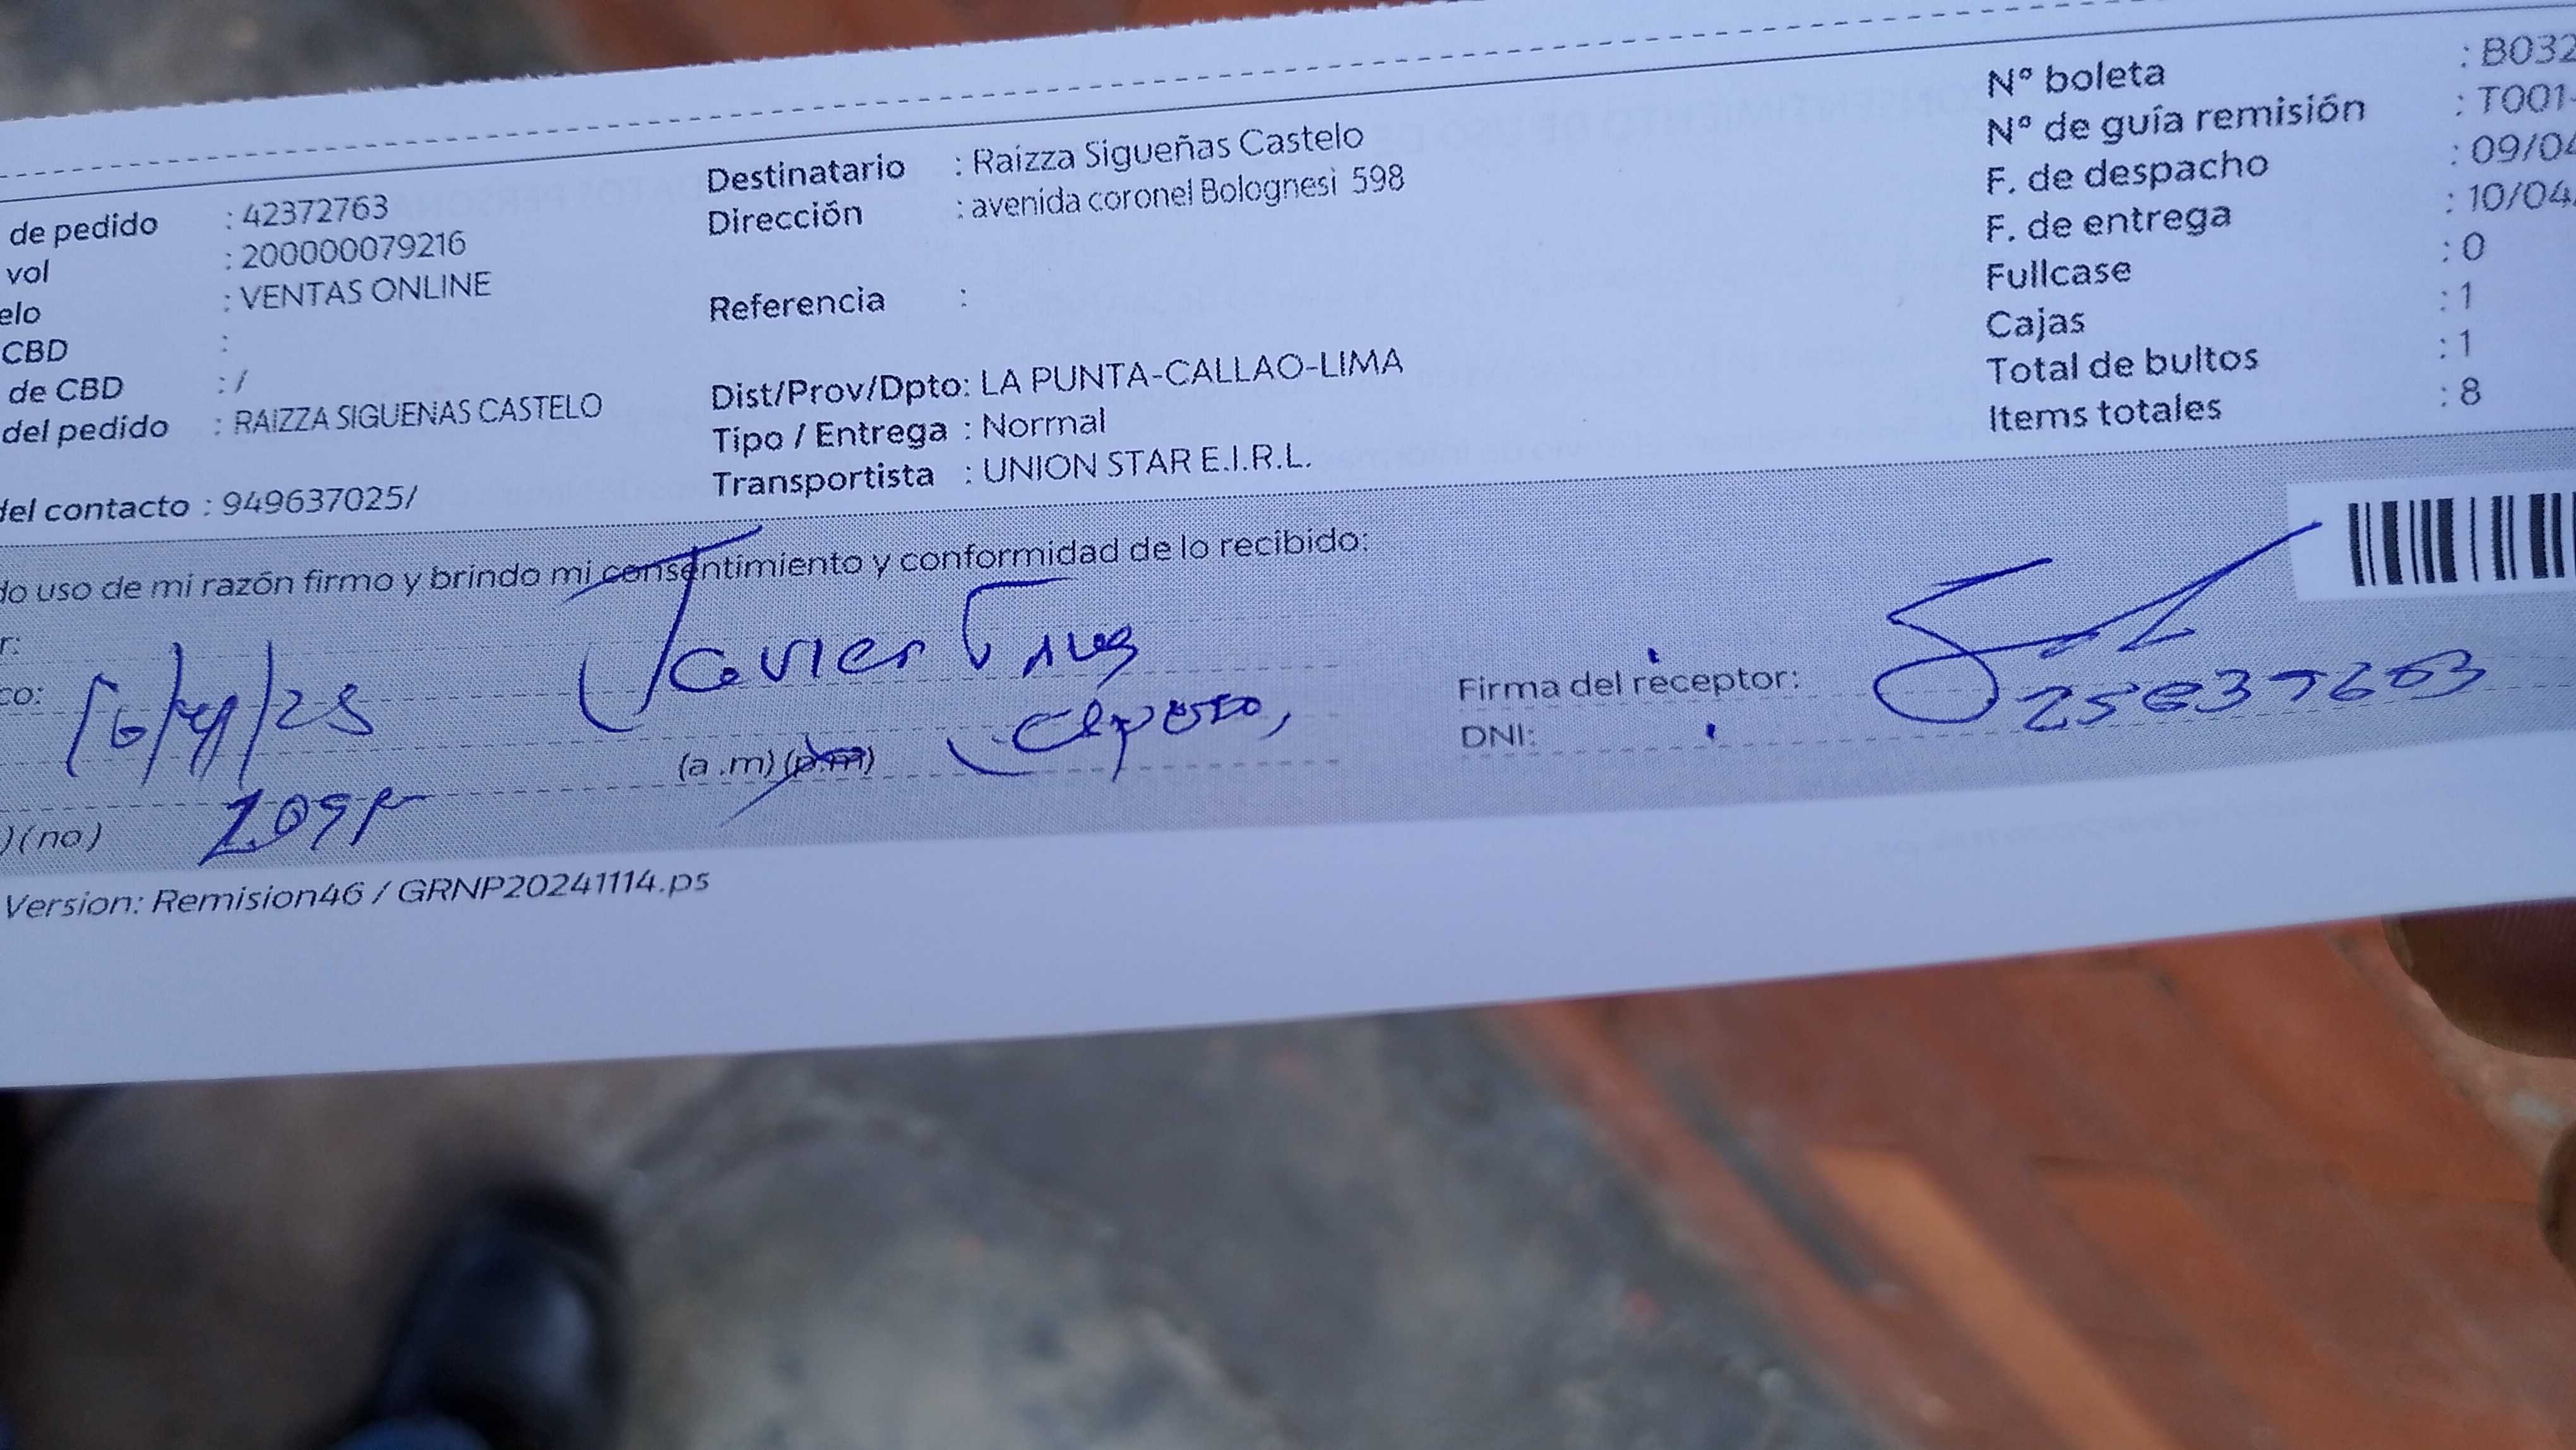 de pedido : 42372763
vol : 200000079216
elo : VENTAS ONLINE
CBD :
de CBD : /
del pedido : RAIZZA SIGUENAS CASTELO
del contacto : 949637025/
Destinatario : Raizza Sigueñas Castelo
Dirección : avenida coronel Bolognesi 598
Referencia :
Dist/Prov/Dpto: LA PUNTA-CALLAO-LIMA
Tipo / Entrega : Normal
Transportista : UNION STAR E.I.R.L.
N° boleta : B032
N° de guía remisión : T001-
F. de despacho : 09/04
F. de entrega : 10/04
Fullcase : 0
Cajas : 1
Total de bultos : 1
Items totales : 8
do uso de mi razón firmo y brindo mi consentimiento y conformidad de lo recibido:
r: Javier
co:
(a .m) (p.m)
Firma del receptor:
DNI:
)(no)
Version: Remision46 / GRNP20241114.ps